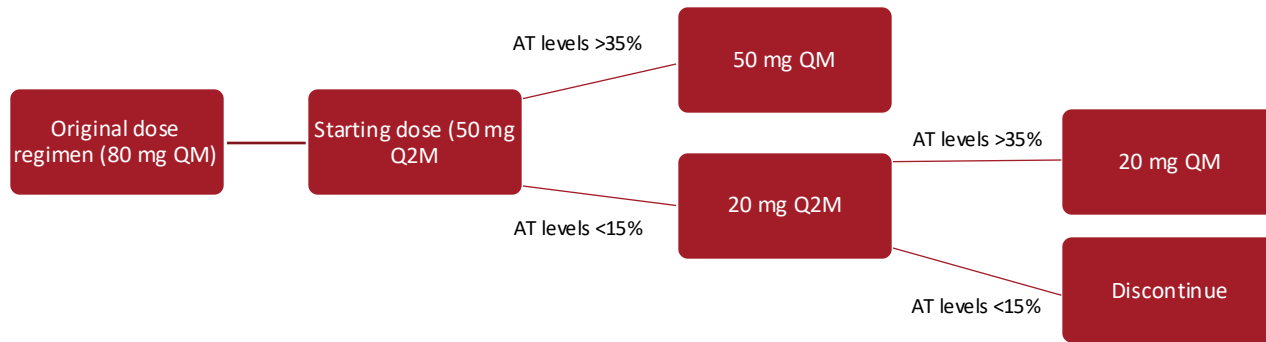 AT levels >35%
50 mg QM
Original dose
regimen (80 mg QM)
Starting dose (50 mg
Q2M
AT levels >35%
20 mg QM
20 mg Q2M
AT levels <15%
Discontinue
AT levels <15%